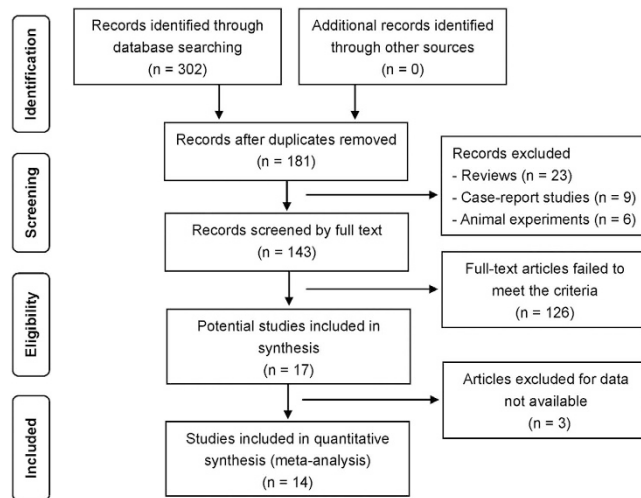 Identification
Records identified through
database searching
(n = 302)
Additional records identified
through other sources
(n = 0)
Records after duplicates removed
(n = 181)
Screening
Records excluded
- Reviews (n = 23)
- Case-report studies (n = 9)
- Animal experiments (n = 6)
Records screened by full text
(n = 143)
Eligibility
Full-text articles failed to
meet the criteria
(n = 126)
Potential studies included in
synthesis
(n = 17)
Articles excluded for data
not available
(n = 3)
Included
Studies included in quantitative
synthesis (meta-analysis)
(n = 14)